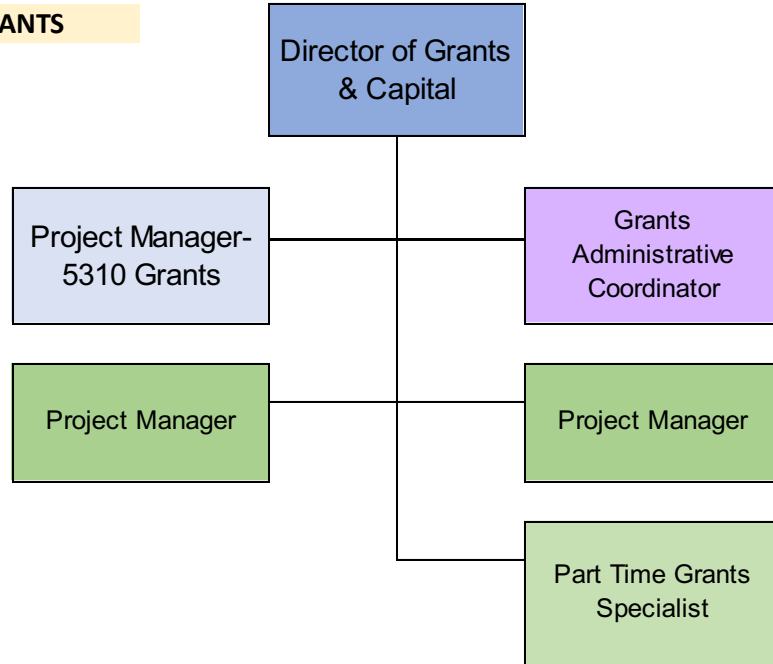 ANTS
Director of Grants
& Capital
Project Manager-
5310 Grants
Grants
Administrative
Coordinator
Project Manager
Project Manager
Part Time Grants
Specialist